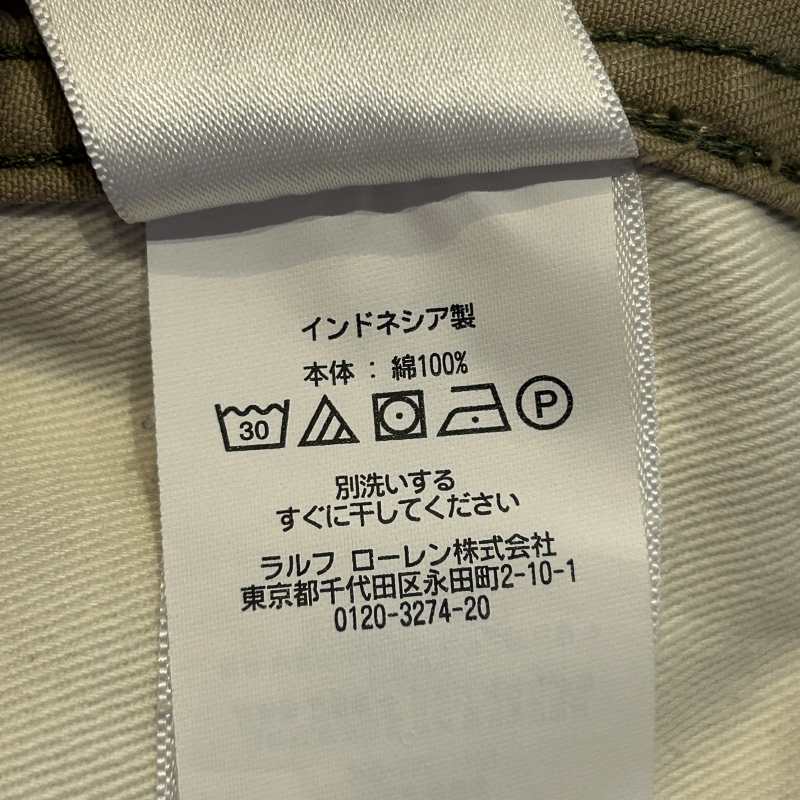 インドネシア製
本体 : 綿100%
30 P
別洗いする
すぐに干してください
ラルフ ローレン株式会社
東京都千代田区永田町2-10-1
0120-3274-20